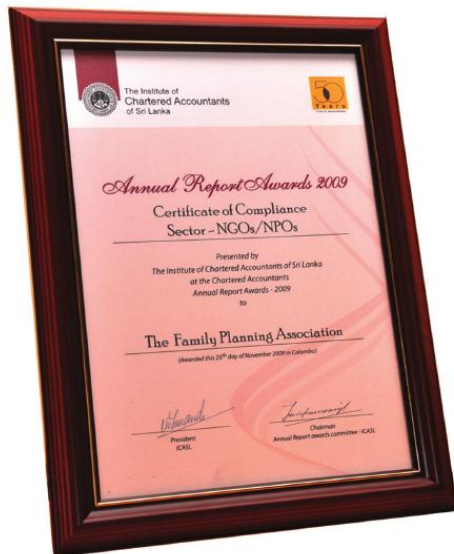 The Institute of
Chartered Accountants
of Sri Lanka
50
Years
Annual Report Awards 2009
Certificate of Compliance
Sector – NGOs/NPOs
Presented by
The Institute of Chartered Accountants of Sri Lanka
at the Chartered Accountants
Annual Report Awards - 2009
to
The Family Planning Association
(Awarded this 25th day of November 2009 in Colombo)
President
ICASL
Chairman
Annual Report awards committee - ICASL